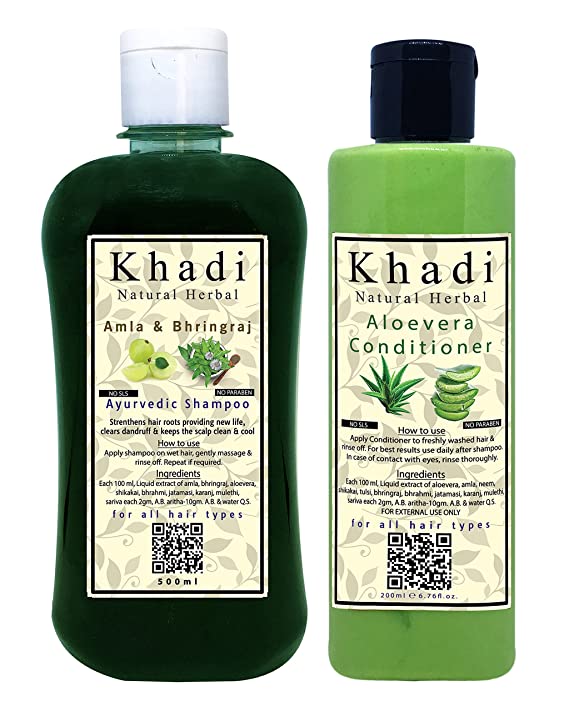 Khadi
Natural Herbal
Amla & Bhringraj
NO SLS
NO PARABEN
Ayurvedic Shampoo
Strenthens hair roots providing new life,
clears dandruff & keeps the scalp clean & cool
How to use
Apply shampoo on wet hair, gently massage &
rinse off. Repeat if required.
Ingredients
Each 100 ml, Liquid extract of amla, bhringraj, aloevera,
shikakai, bhrahmi, jatamasi, karanj, mulethi,
sariva each 2gm, A.B. aritha-10gm. A.B. & water Q.S.
for all hair types
500ml
Khadi
Natural Herbal
Aloevera
Conditioner
NO SLS
NO PARABEN
How to use
Apply Conditioner to freshly washed hair &
rinse off. For best results use daily after shampoo.
In case of contact with eyes, rinse thoroughly.
Ingredients
Each 100 ml, Liquid extract of aloevera, amla, neem,
shikakai, tulsi, bhringraj, bhrahmi, jatamasi, karanj, mulethi,
sariva each 2gm, A.B. aritha-10gm. A.B. & water Q.S.
FOR EXTERNAL USE ONLY
for all hair types
200ml ℮ 6.76fl.oz.